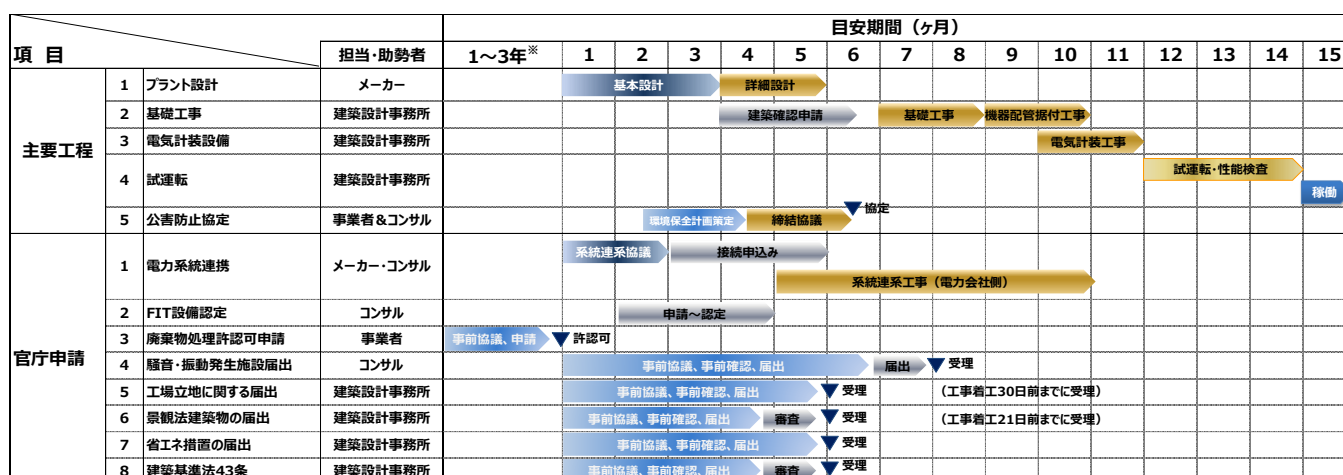 目安期間（ヶ月）
項 目 担当・助勢者 1～3年※ 1 2 3 4 5 6 7 8 9 10 11 12 13 14 15
主要工程
1 プラント設計 メーカー 基本設計 詳細設計
2 基礎工事 建築設計事務所 建築確認申請 基礎工事 機器配管据付工事
3 電気計装設備 建築設計事務所 電気計装工事
4 試運転 建築設計事務所 試運転・性能検査
稼働
5 公害防止協定 事業者＆コンサル 環境保全計画策定 締結協議 ▼協定
官庁申請
1 電力系統連携 メーカー・コンサル 系統連系協議 接続申込み
系統連系工事（電力会社側）
2 FIT設備認定 コンサル 申請～認定
3 廃棄物処理許認可申請 事業者 事前協議、申請 ▼ 許認可
4 騒音・振動発生施設届出 コンサル 事前協議、事前確認、届出 届出 ▼ 受理
5 工場立地に関する届出 建築設計事務所 事前協議、事前確認、届出 ▼ 受理 （工事着工30日前までに受理）
6 景観法建築物の届出 建築設計事務所 事前協議、事前確認、届出 審査 ▼ 受理 （工事着工21日前までに受理）
7 省エネ措置の届出 建築設計事務所 事前協議、事前確認、届出 ▼ 受理
8 建築基準法43条 建築設計事務所 事前協議、事前確認、届出 審査 ▼ 受理